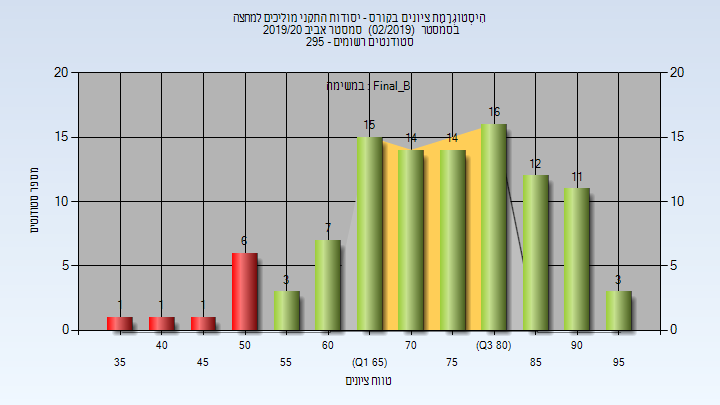 היסטוגרמת ציונים בקורס - יסודות התקני מוליכים למחצה
בסמסטר (02/2019) סמסטר אביב 2019/20
סטודנטים רשומים - 295
במשימה : Final_B
20 20
15 15
10 10
5 5
0 0
מספר סטודנטים
1 1 1 6 3 7 15 14 14 16 12 11 3
40 50 60 70 (Q3 80) 90
35 45 55 (Q1 65) 75 85 95
טווח ציונים